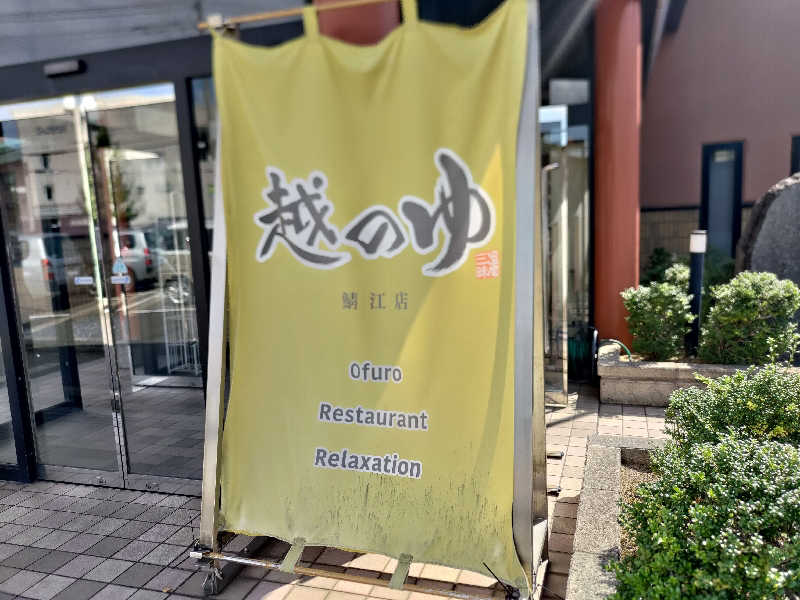 越のゆ
鯖江店
Ofuro
Restaurant
Relaxation